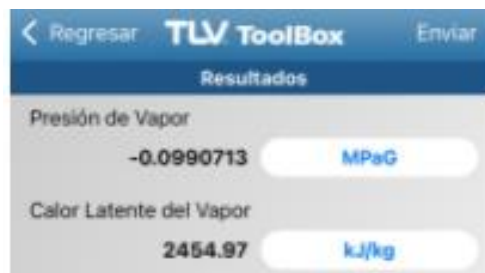 Regresar TLV ToolBox Enviar
Resultados
Presión de Vapor
-0.0990713 MPaG
Calor Latente del Vapor
2454.97 kJ/kg